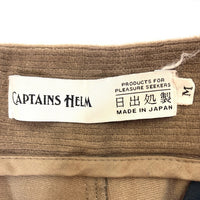 CAPTAINS HELM
PRODUCTS FOR
PLEASURE SEEKERS
日出処製
MADE IN JAPAN
M